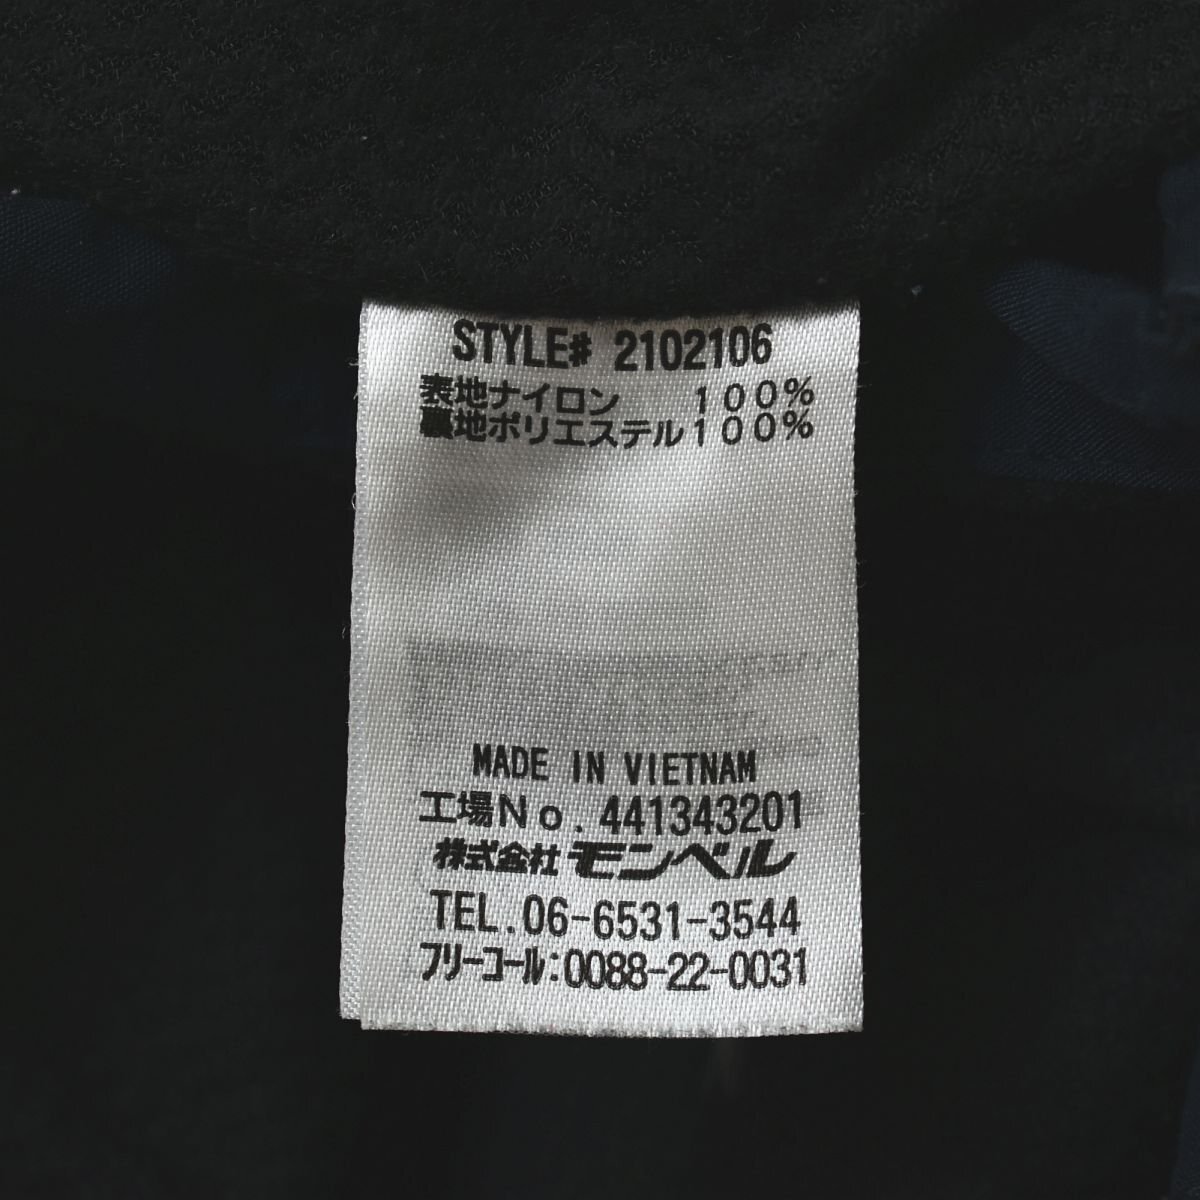 STYLE# 2102106
表地ナイロン 100%
裏地ポリエステル100%
MADE IN VIETNAM
工場No. 441343201
株式会社モンベル
TEL.06-6531-3544
フリーコール:0088-22-0031